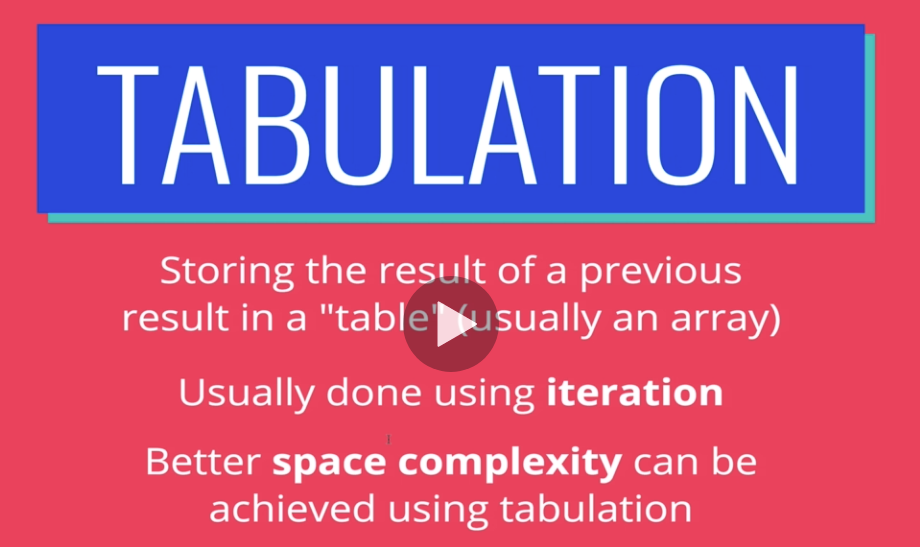 TABULATION
Storing the result of a previous
result in a "table" (usually an array)
Usually done using iteration
Better space complexity can be
achieved using tabulation